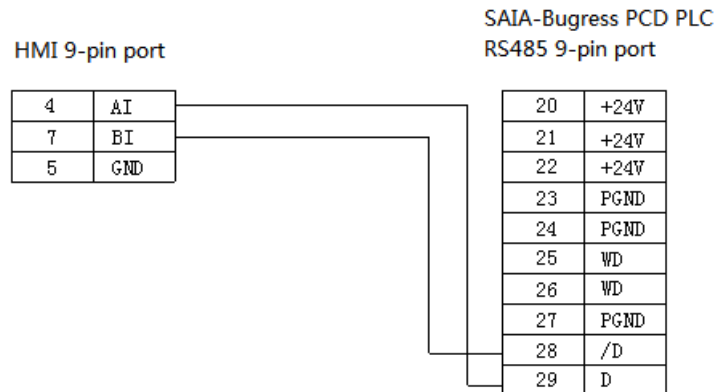 SAIA-Bugress PCD PLC
HMI 9-pin port
RS485 9-pin port
4 AI
7 BI
5 GND
20 +24V
21 +24V
22 +24V
23 PGND
24 PGND
25 WD
26 WD
27 PGND
28 /D
29 D